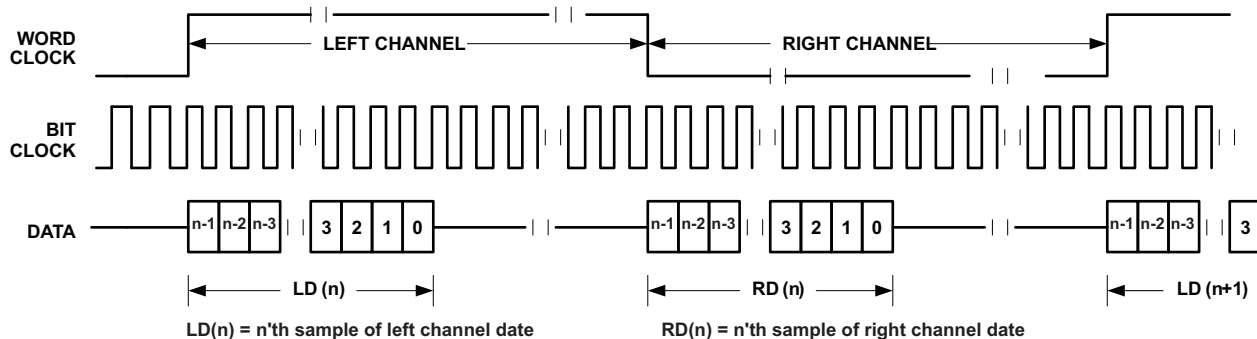 WORD
CLOCK
LEFT CHANNEL
RIGHT CHANNEL
BIT
CLOCK
DATA
n-1 n-2 n-3 3 2 1 0 n-1 n-2 n-3 3 2 1 0 n-1 n-2 n-3 3
LD (n) RD (n) LD (n+1)
LD(n) = n'th sample of left channel date
RD(n) = n'th sample of right channel date